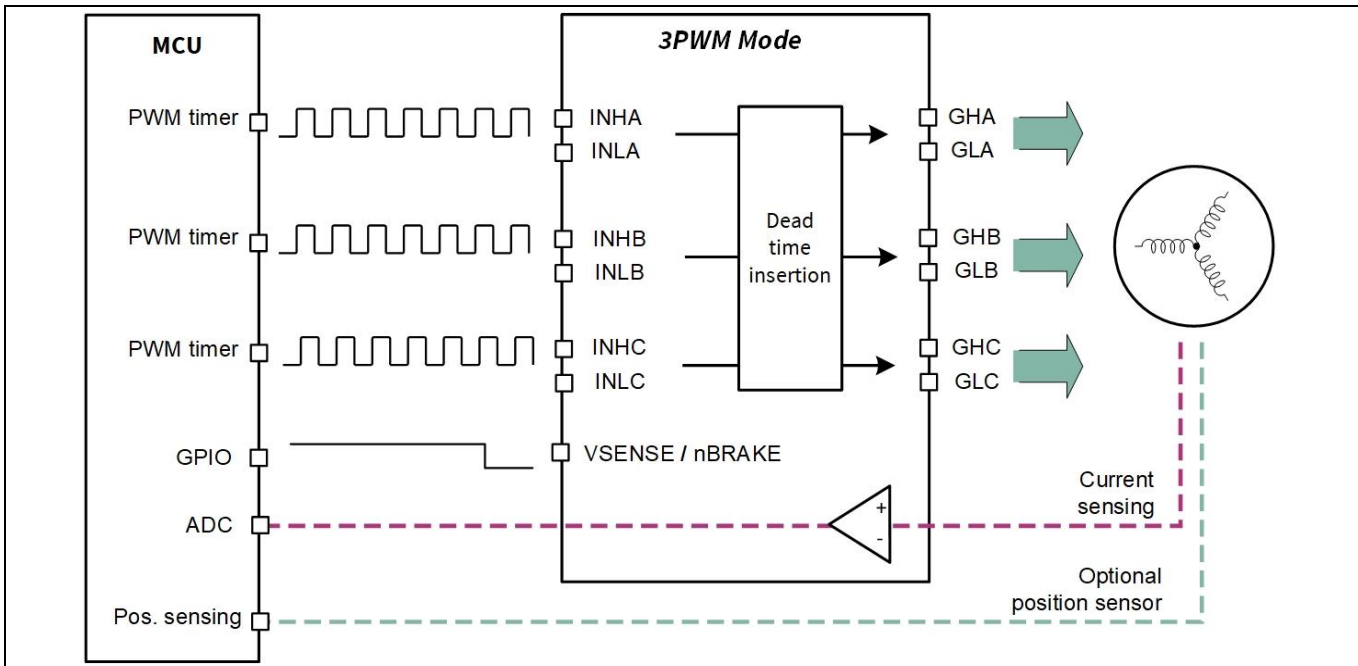 MCU
3PWM Mode
PWM timer
INHA
INLA
GHA
GLA
Dead
time
insertion
PWM timer
INHB
INLB
GHB
GLB
PWM timer
INHC
INLC
GHC
GLC
GPIO
VSENSE / nBRAKE
ADC
+
-
Current
sensing
Pos. sensing
Optional
position sensor